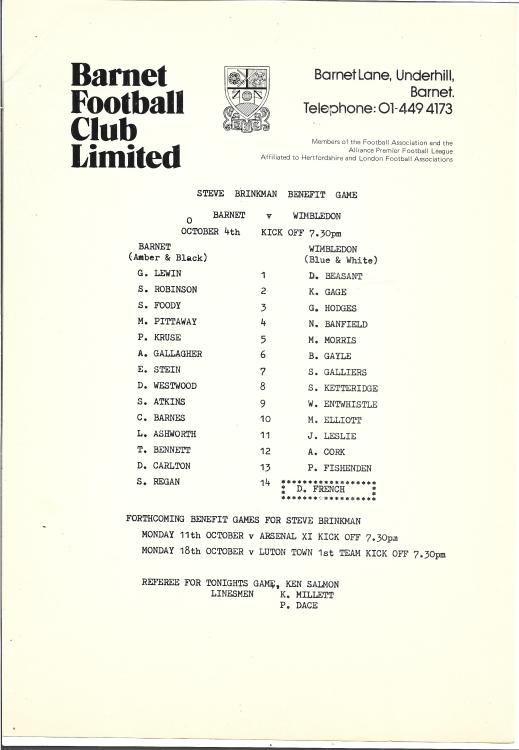 Barnet
Football
Club
Limited
Barnet Lane, Underhill,
Barnet.
Telephone: 01-449 4173
Members of the Football Association and the
Alliance Premier Football League
Affiliated to Hertfordshire and London Football Associations
STEVE BRINKMAN BENEFIT GAME
BARNET v WIMBLEDON
O
OCTOBER 4th KICK OFF 7.30pm
BARNET WIMBLEDON
(Amber & Black) (Blue & White)
G. LEWIN 1 D. BEASANT
S. ROBINSON 2 K. GAGE
S. FOODY 3 G. HODGES
M. PITTAWAY 4 N. BANFIELD
P. KRUSE 5 M. MORRIS
A. GALLAGHER 6 B. GAYLE
E. STEIN 7 S. GALLIERS
D. WESTWOOD 8 S. KETTERIDGE
S. ATKINS 9 W. ENTWHISTLE
C. BARNES 10 M. ELLIOTT
L. ASHWORTH 11 J. LESLIE
T. BENNETT 12 A. CORK
D. CARLTON 13 P. FISHENDEN
S. REGAN 14 D. FRENCH
FORTHCOMING BENEFIT GAMES FOR STEVE BRINKMAN
MONDAY 11th OCTOBER v ARSENAL XI KICK OFF 7.30pm
MONDAY 18th OCTOBER v LUTON TOWN 1st TEAM KICK OFF 7.30pm
REFEREE FOR TONIGHTS GAME, KEN SALMON
LINESMEN K. MILLETT
P. DACE